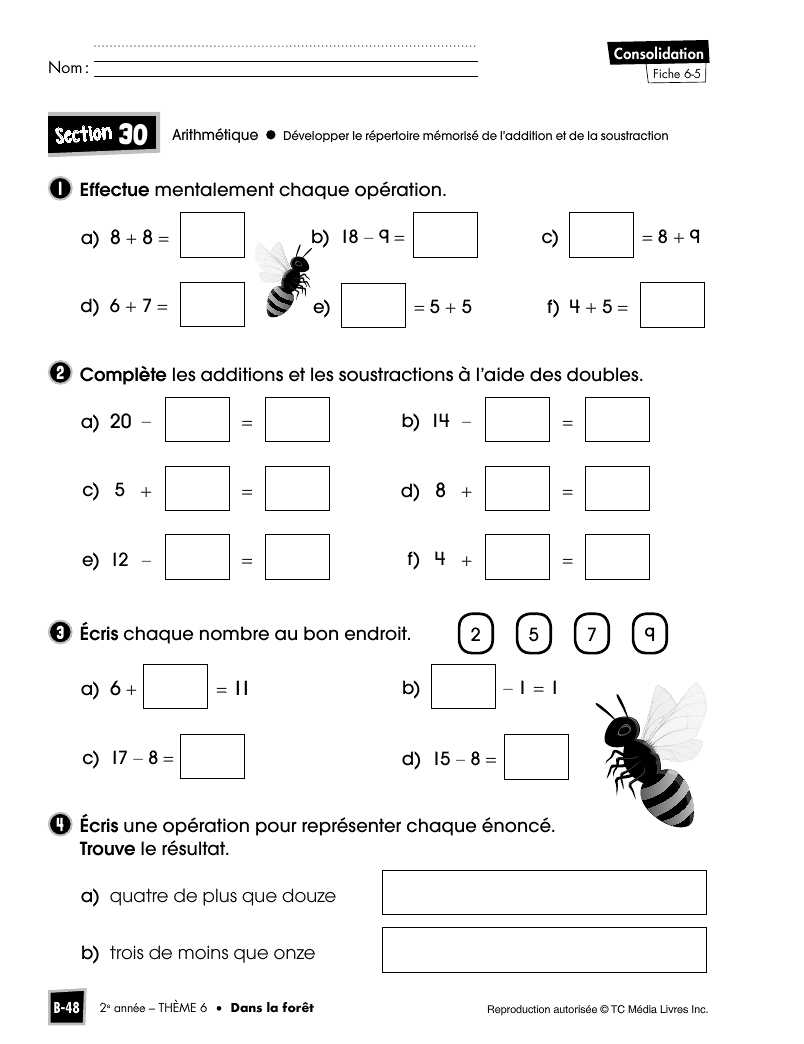 Nom :
Consolidation
Fiche 6-5
Section 30 Arithmétique ● Développer le répertoire mémorisé de l'addition et de la soustraction
1 Effectue mentalement chaque opération.
a) 8 + 8 = b) 18 – 9 = c) = 8 + 9
d) 6 + 7 = e) = 5 + 5 f) 4 + 5 =
2 Complète les additions et les soustractions à l'aide des doubles.
a) 20 – = b) 14 – =
c) 5 + = d) 8 + =
e) 12 – = f) 4 + =
3 Écris chaque nombre au bon endroit. 2 5 7 9
a) 6 + = 11 b) – 1 = 1
c) 17 – 8 = d) 15 – 8 =
4 Écris une opération pour représenter chaque énoncé.
Trouve le résultat.
a) quatre de plus que douze
b) trois de moins que onze
B-48 2e année – THÈME 6 • Dans la forêt Reproduction autorisée © TC Média Livres Inc.